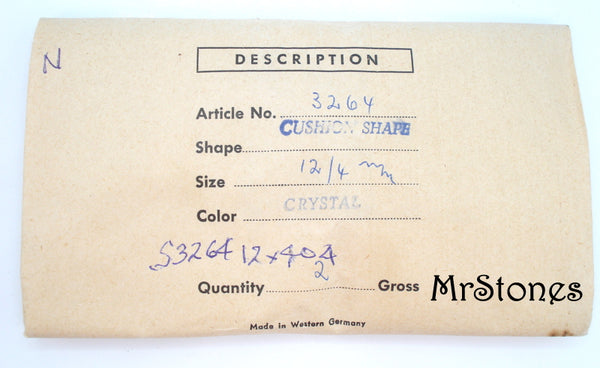 N
DESCRIPTION
Article No. 3264
CUSHION SHAPE
Shape
Size 12/4 mm
Color CRYSTAL
S3264 12x404
Quantity 2 Gross
MrStones
Made in Western Germany